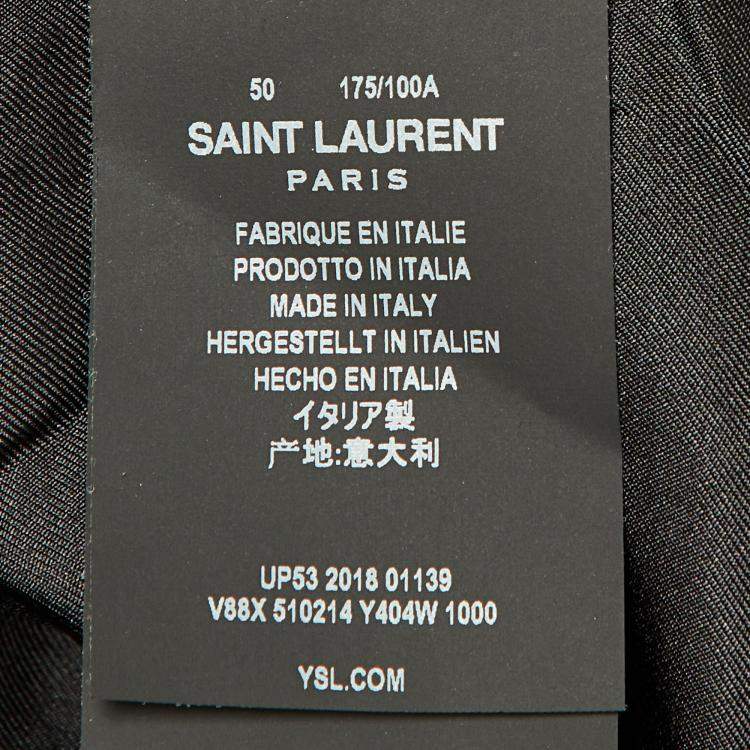 50 175/100A
SAINT LAURENT
PARIS
FABRIQUE EN ITALIE
PRODOTTO IN ITALIA
MADE IN ITALY
HERGESTELLT IN ITALIEN
HECHO EN ITALIA
イタリア製
产地:意大利
UP53 2018 01139
V88X 510214 Y404W 1000
YSL.COM